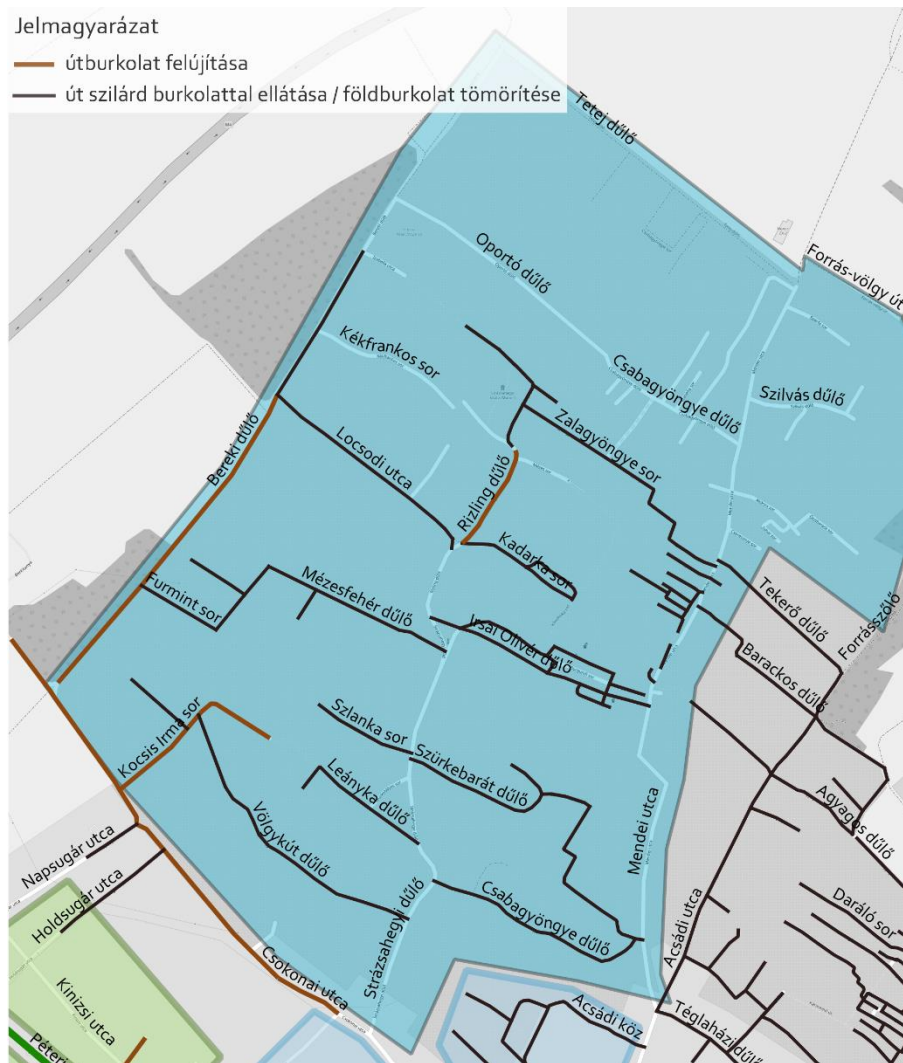 Jelmagyarázat
útburkolat felújítása
út szilárd burkolattal ellátása / földburkolat tömörítése
Tetej dűlő
Oportó dűlő
Forrás-völgy út
Kékfrankos sor
Csabagyöngye dűlő
Szilvás dűlő
Bereki dűlő
Locsodi utca
Zalagyöngye sor
Rizling dűlő
Kadarka sor
Furmint sor
Mézesfehér dűlő
Irsai Olivér dűlő
Tekerő dűlő
Forrásszőlő
Barackos dűlő
Kocsis Irma sor
Szlanka sor
Szürkebarát dűlő
Leányka dűlő
Mendei utca
Agyagos dűlő
Völgykút dűlő
Napsugár utca
Holdsugár utca
Csabagyöngye dűlő
Strázsahegyi dűlő
Acsádi utca
Daráló sor
Csokonai utca
Kinizsi utca
Acsádi köz
Téglaházi dűlő
Péteri